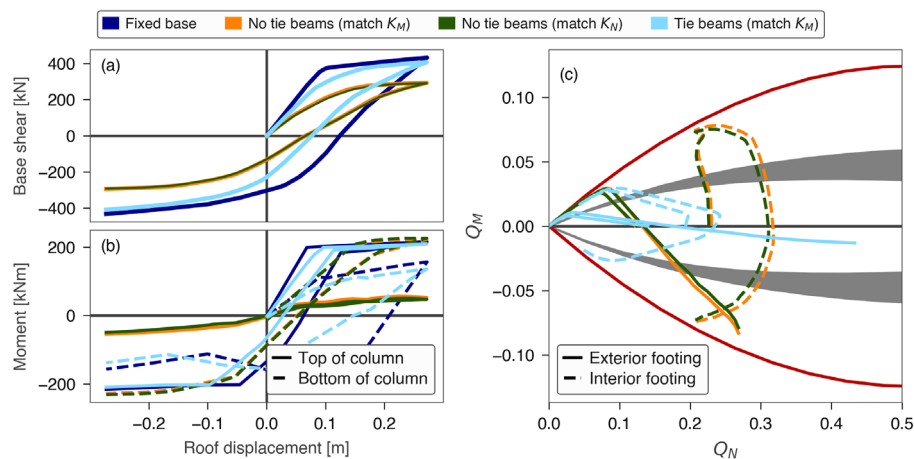 Fixed base No tie beams (match K_M) No tie beams (match K_N) Tie beams (match K_M)
(a)
Base shear [kN]
400
200
0
−200
−400
(b)
Moment [kNm]
200
0
−200
Top of column
Bottom of column
−0.2 −0.1 0.0 0.1 0.2
Roof displacement [m]
(c)
Q_M
0.10
0.05
0.00
−0.05
−0.10
Exterior footing
Interior footing
0.0 0.1 0.2 0.3 0.4 0.5
Q_N